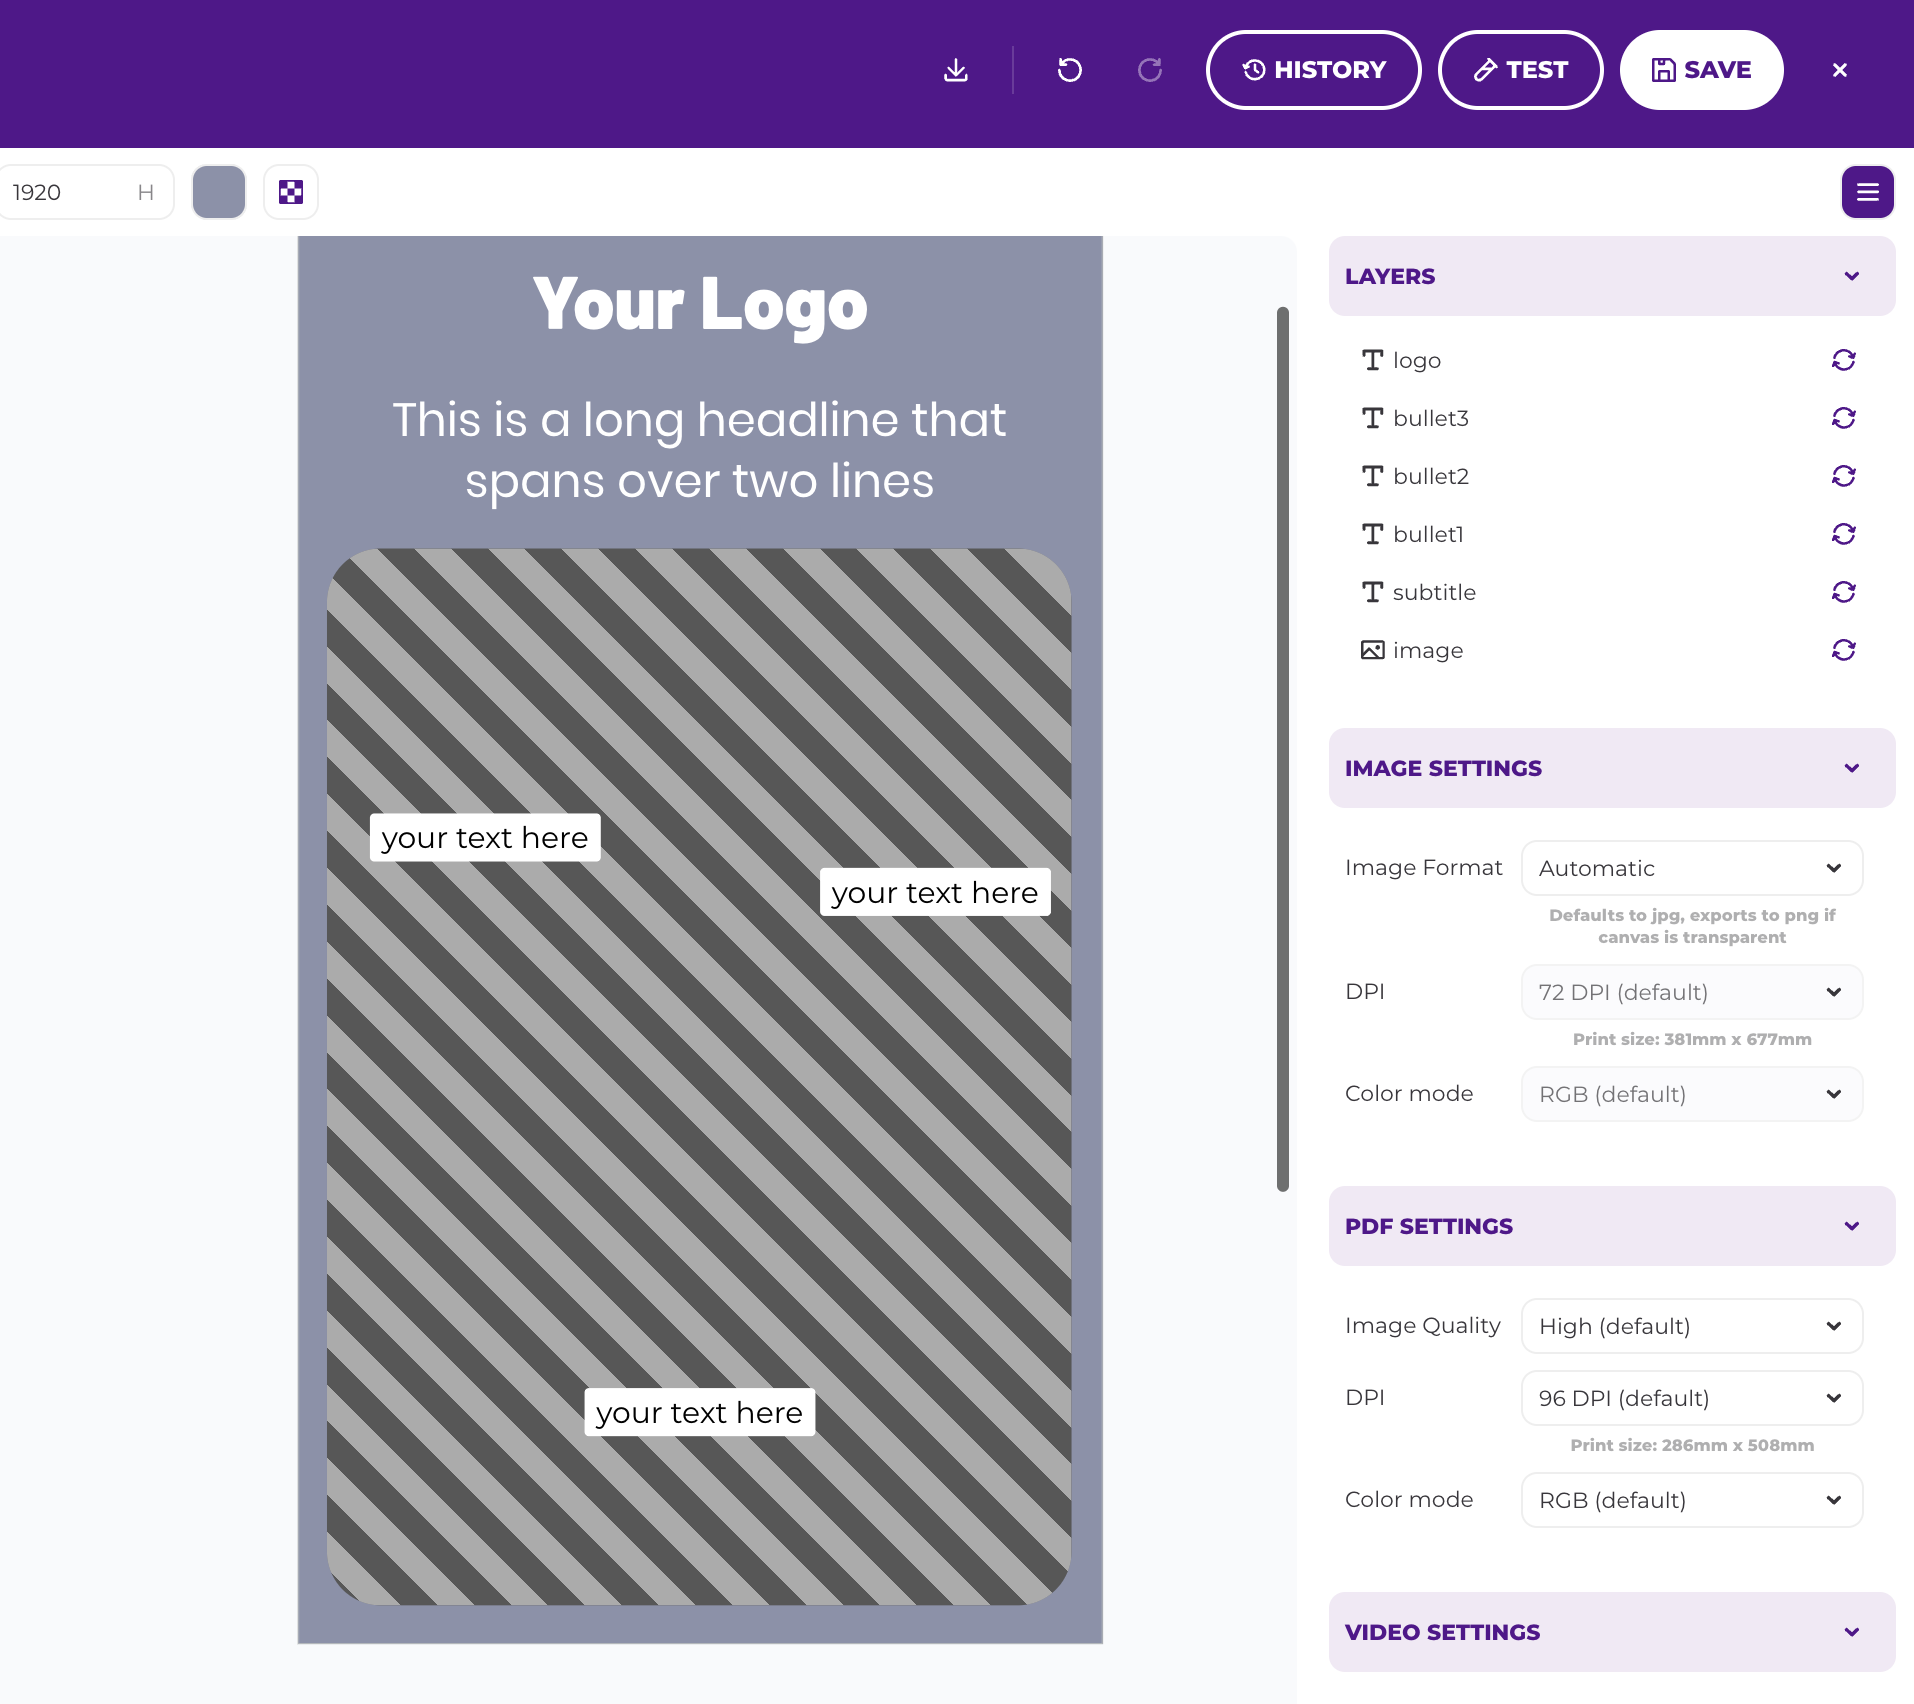 HISTORY
TEST
SAVE
1920 H
Your Logo
This is a long headline that
spans over two lines
your text here
your text here
your text here
LAYERS
logo
bullet3
bullet2
bullet1
subtitle
image
IMAGE SETTINGS
Image Format Automatic
Defaults to jpg, exports to png if
canvas is transparent
DPI 72 DPI (default)
Print size: 381mm x 677mm
Color mode RGB (default)
PDF SETTINGS
Image Quality High (default)
DPI 96 DPI (default)
Print size: 286mm x 508mm
Color mode RGB (default)
VIDEO SETTINGS